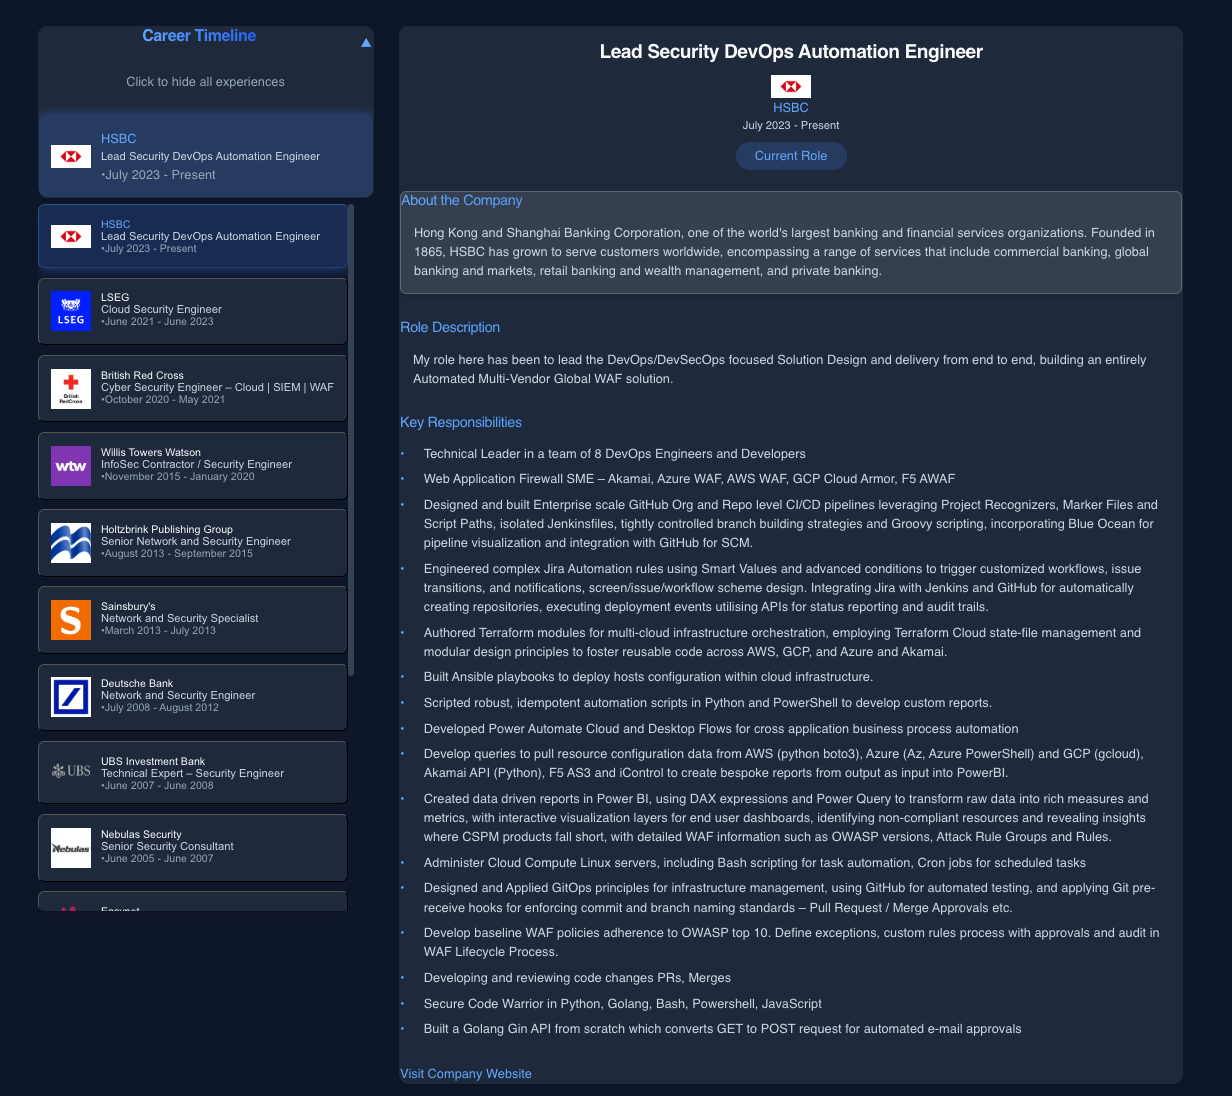 Career Timeline
▲
Click to hide all experiences
HSBC
Lead Security DevOps Automation Engineer
•July 2023 - Present
HSBC
Lead Security DevOps Automation Engineer
•July 2023 - Present
LSEG
LSEG
Cloud Security Engineer
•June 2021 - June 2023
British
RedCross
British Red Cross
Cyber Security Engineer – Cloud | SIEM | WAF
•October 2020 - May 2021
wtw
Willis Towers Watson
InfoSec Contractor / Security Engineer
•November 2015 - January 2020
Holtzbrink Publishing Group
Senior Network and Security Engineer
•August 2013 - September 2015
S
Sainsbury's
Network and Security Specialist
•March 2013 - July 2013
Deutsche Bank
Network and Security Engineer
•July 2008 - August 2012
UBS
UBS Investment Bank
Technical Expert – Security Engineer
•June 2007 - June 2008
Nebulas
Nebulas Security
Senior Security Consultant
•June 2005 - June 2007
Lead Security DevOps Automation Engineer
HSBC
July 2023 - Present
Current Role
About the Company
Hong Kong and Shanghai Banking Corporation, one of the world's largest banking and financial services organizations. Founded in
1865, HSBC has grown to serve customers worldwide, encompassing a range of services that include commercial banking, global
banking and markets, retail banking and wealth management, and private banking.
Role Description
My role here has been to lead the DevOps/DevSecOps focused Solution Design and delivery from end to end, building an entirely
Automated Multi-Vendor Global WAF solution.
Key Responsibilities
• Technical Leader in a team of 8 DevOps Engineers and Developers
• Web Application Firewall SME – Akamai, Azure WAF, AWS WAF, GCP Cloud Armor, F5 AWAF
• Designed and built Enterprise scale GitHub Org and Repo level CI/CD pipelines leveraging Project Recognizers, Marker Files and
Script Paths, isolated Jenkinsfiles, tightly controlled branch building strategies and Groovy scripting, incorporating Blue Ocean for
pipeline visualization and integration with GitHub for SCM.
• Engineered complex Jira Automation rules using Smart Values and advanced conditions to trigger customized workflows, issue
transitions, and notifications, screen/issue/workflow scheme design. Integrating Jira with Jenkins and GitHub for automatically
creating repositories, executing deployment events utilising APIs for status reporting and audit trails.
• Authored Terraform modules for multi-cloud infrastructure orchestration, employing Terraform Cloud state-file management and
modular design principles to foster reusable code across AWS, GCP, and Azure and Akamai.
• Built Ansible playbooks to deploy hosts configuration within cloud infrastructure.
• Scripted robust, idempotent automation scripts in Python and PowerShell to develop custom reports.
• Developed Power Automate Cloud and Desktop Flows for cross application business process automation
• Develop queries to pull resource configuration data from AWS (python boto3), Azure (Az, Azure PowerShell) and GCP (gcloud),
Akamai API (Python), F5 AS3 and iControl to create bespoke reports from output as input into PowerBI.
• Created data driven reports in Power BI, using DAX expressions and Power Query to transform raw data into rich measures and
metrics, with interactive visualization layers for end user dashboards, identifying non-compliant resources and revealing insights
where CSPM products fall short, with detailed WAF information such as OWASP versions, Attack Rule Groups and Rules.
• Administer Cloud Compute Linux servers, including Bash scripting for task automation, Cron jobs for scheduled tasks
• Designed and Applied GitOps principles for infrastructure management, using GitHub for automated testing, and applying Git pre-
receive hooks for enforcing commit and branch naming standards – Pull Request / Merge Approvals etc.
• Develop baseline WAF policies adherence to OWASP top 10. Define exceptions, custom rules process with approvals and audit in
WAF Lifecycle Process.
• Developing and reviewing code changes PRs, Merges
• Secure Code Warrior in Python, Golang, Bash, Powershell, JavaScript
• Built a Golang Gin API from scratch which converts GET to POST request for automated e-mail approvals
Visit Company Website